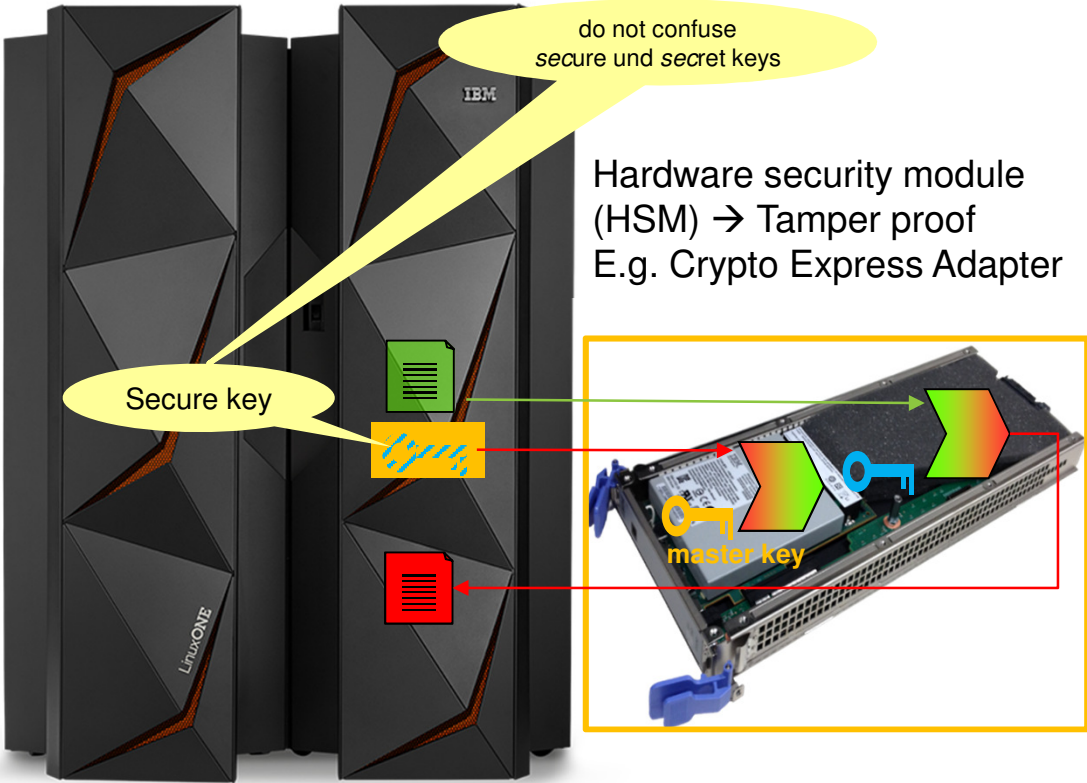 do not confuse
secure und secret keys
IBM
Hardware security module
(HSM) → Tamper proof
E.g. Crypto Express Adapter
Secure key
master key
LinuxONE